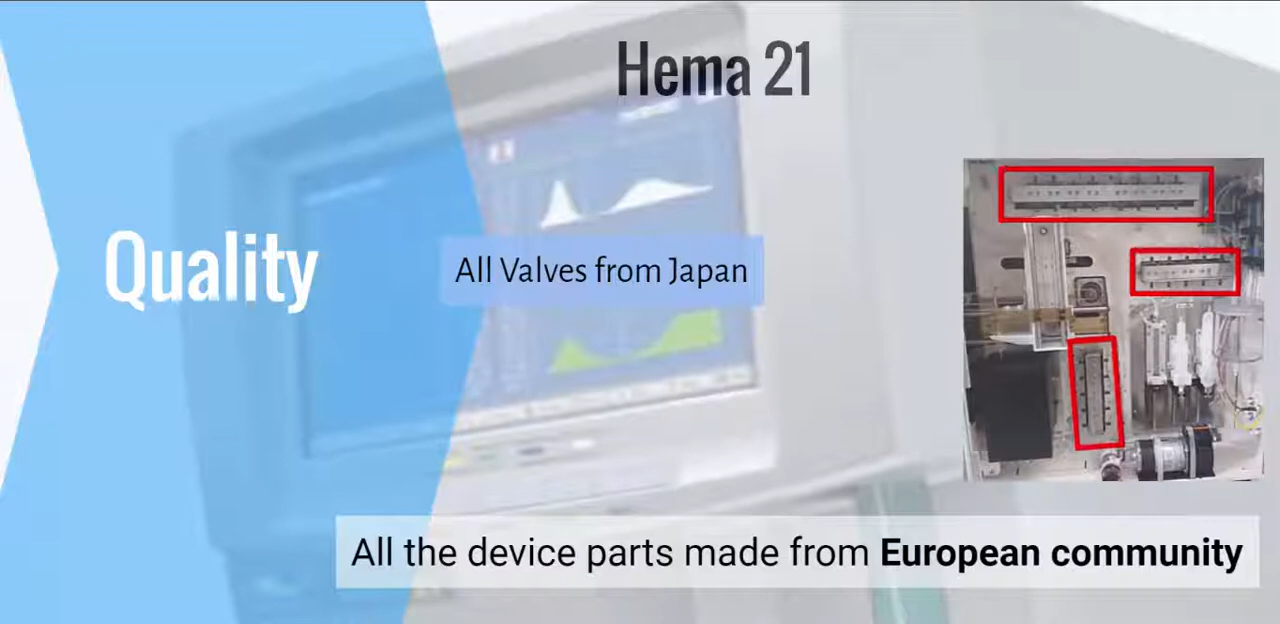 Hema 21
Quality
All Valves from Japan
All the device parts made from European community